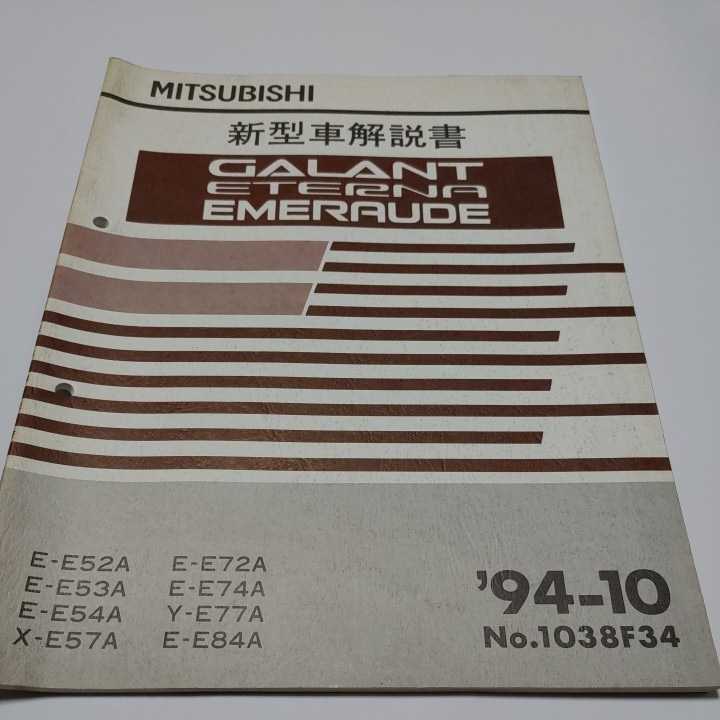 MITSUBISHI
新型車解説書
GALANT
ETERNA
EMERAUDE
E-E52A E-E72A
E-E53A E-E74A
E-E54A Y-E77A
X-E57A E-E84A
'94-10
No.1038F34